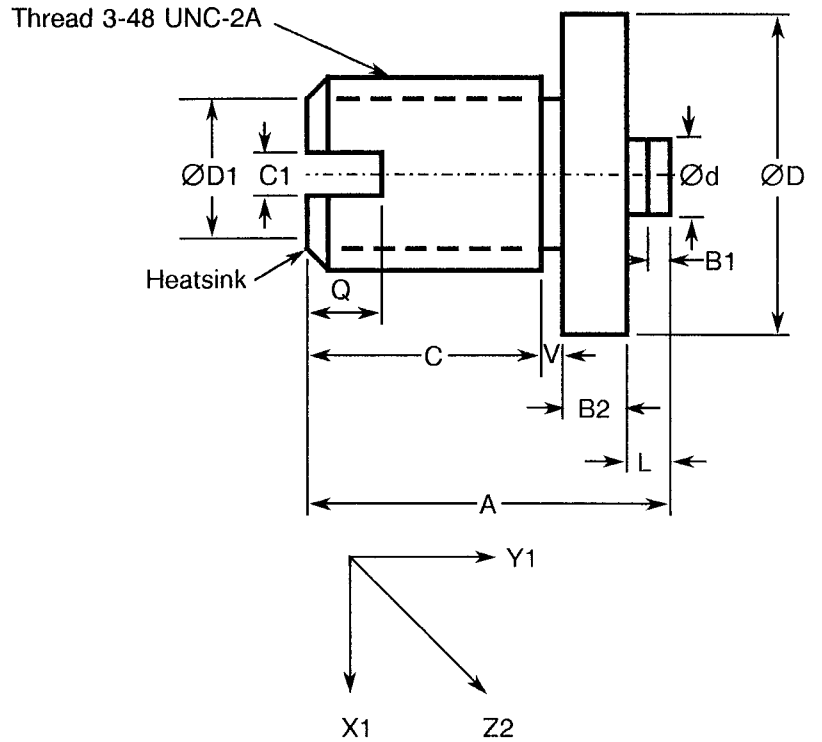 Thread 3-48 UNC-2A
ØD1
C1
Ød
ØD
B1
Heatsink
Q
C
V
B2
L
A
Y1
X1
Z2